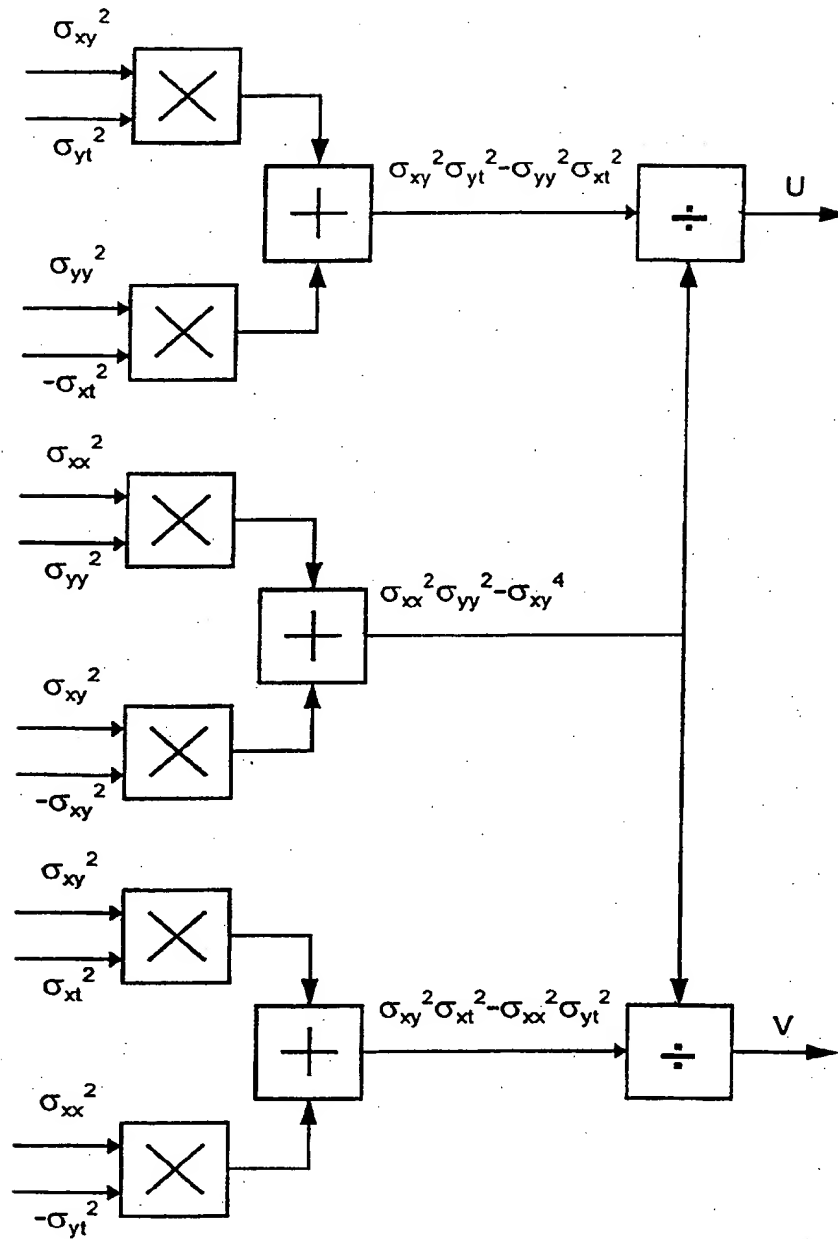 σxy²
σyt²
σxy²σyt²-σyy²σxt²
U
σyy²
-σxt²
σxx²
σyy²
σxx²σyy²-σxy⁴
σxy²
-σxy²
σxy²
σxt²
σxy²σxt²-σxx²σyt²
V
σxx²
-σyt²